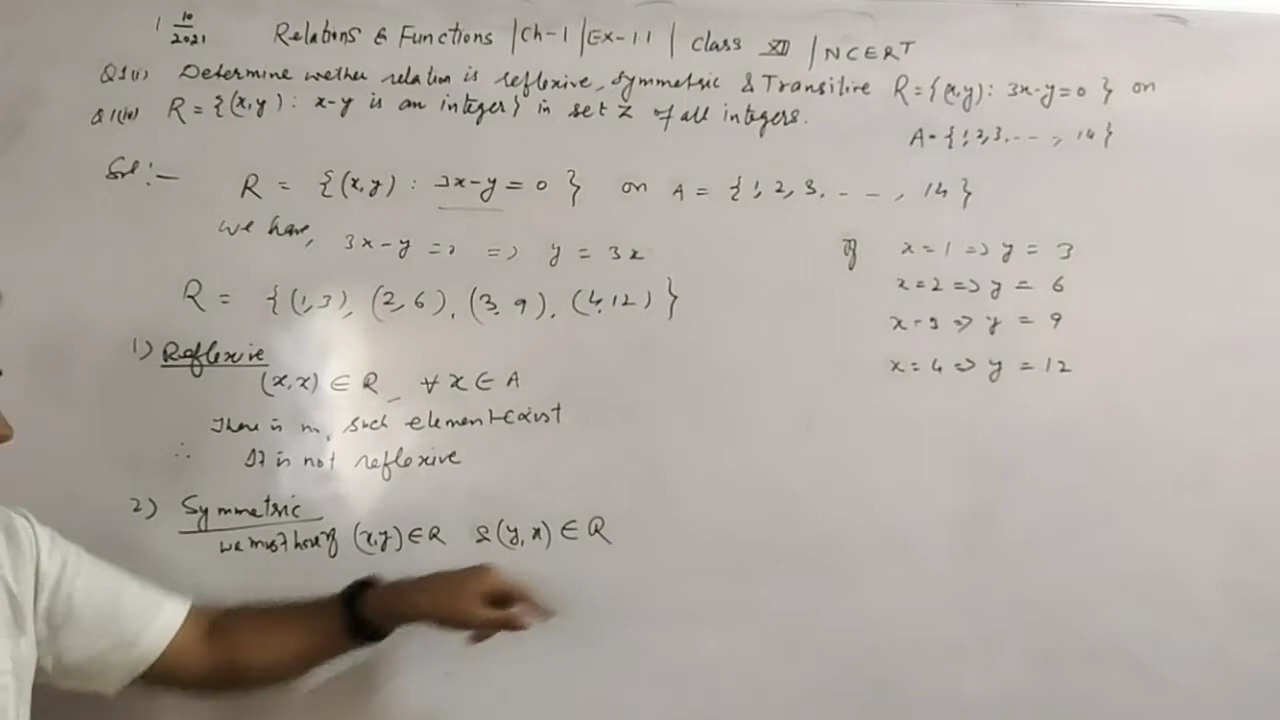 1 10/2021 Relations & Functions | Ch-1 | Ex-1.1 | Class XII | NCERT
Q1(i) Determine wether relation is reflexive, Symmetric & Transitive R={(x,y): 3x-y=0} on
A={1,2,3,---, 14}
Q1(iv) R={(x,y): x-y is an integer} in set Z of all integers.
Sol:-
R = {(x,y) : 3x-y=0} on A = {1,2,3,---, 14}
we have, 3x-y=0 => y = 3x
R = {(1,3), (2,6), (3,9), (4,12)}
If x=1 => y = 3
x=2 => y = 6
x=3 => y = 9
x=4 => y = 12
1) Reflexive
(x,x) ∈ R ∀ x ∈ A
There is no such element exist
∴ It is not reflexive
2) Symmetric
we must have if (x,y) ∈ R & (y,x) ∈ R